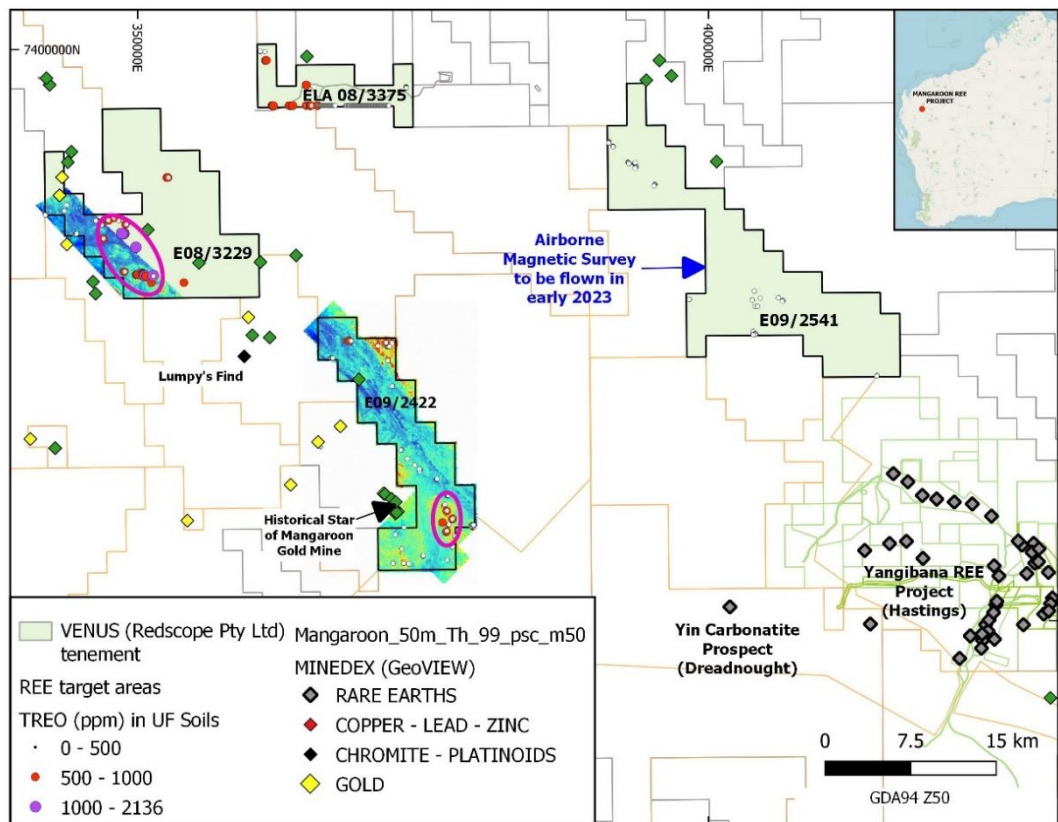 350000E
400000E
7400000N
MANGAROON REE
PROJECT
ELA 08/3375
E08/3229
Airborne
Magnetic Survey
to be flown in
early 2023
E09/2541
Lumpy's Find
E09/2422
Historical Star
of Mangaroon
Gold Mine
Yangibana REE
Project
(Hastings)
Yin Carbonatite
Prospect
(Dreadnought)
VENUS (Redscope Pty Ltd)
tenement
REE target areas
TREO (ppm) in UF Soils
0 - 500
500 - 1000
1000 - 2136
Mangaroon_50m_Th_99_psc_m50
MINEDEX (GeoVIEW)
RARE EARTHS
COPPER - LEAD - ZINC
CHROMITE - PLATINOIDS
GOLD
0 7.5 15 km
GDA94 Z50